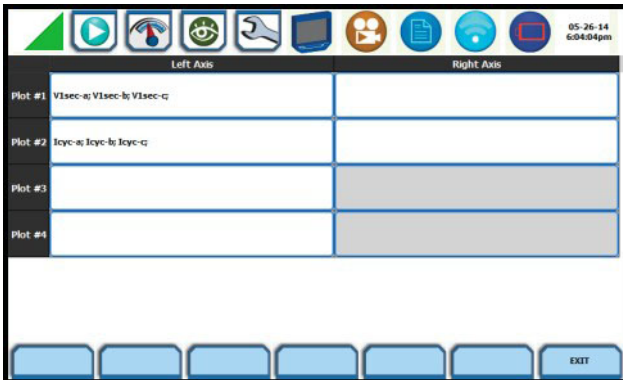 05-26-14
6:04:04pm
Left Axis Right Axis
Plot #1 V1sec-a; V1sec-b; V1sec-c;
Plot #2 Icyc-a; Icyc-b; Icyc-c;
Plot #3
Plot #4
EXIT